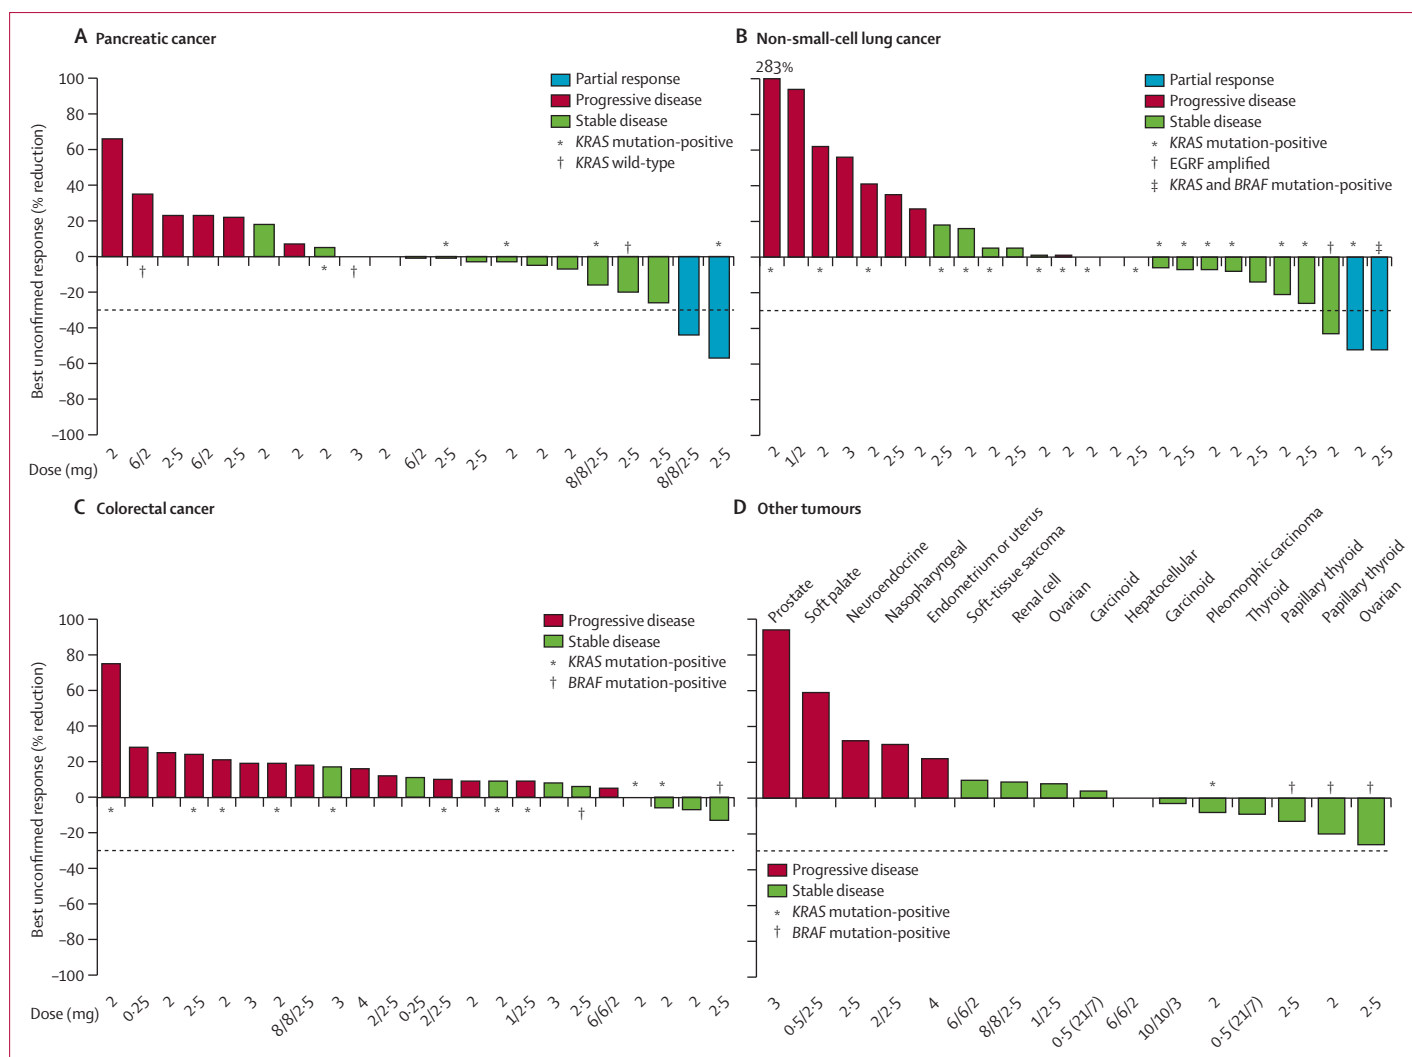 A Pancreatic cancer
Best unconfirmed response (% reduction)
100
80
60
40
20
0
–20
–40
–60
–80
–100
Partial response
Progressive disease
Stable disease
* KRAS mutation-positive
† KRAS wild-type
† * † * * * † *
Dose (mg)
2 6/2 2·5 6/2 2·5 2 2 2 3 2 6/2 2·5 2·5 2 2 2 8/8/2·5 2·5 2·5 8/8/2·5 2·5
B Non-small-cell lung cancer
283%
Partial response
Progressive disease
Stable disease
* KRAS mutation-positive
† EGRF amplified
‡ KRAS and BRAF mutation-positive
* * * * * * * * * * * * * * * * † * ‡
2 1/2 2 3 2 2·5 2 2·5 2 2 2·5 2 2 2 2 2·5 2 2·5 2 2 2·5 2 2·5 2 2 2·5
C Colorectal cancer
Best unconfirmed response (% reduction)
100
80
60
40
20
0
–20
–40
–60
–80
–100
Progressive disease
Stable disease
* KRAS mutation-positive
† BRAF mutation-positive
* * * * * * * * † * * †
Dose (mg)
2 0·25 2 2·5 2 3 2 8/8/2·5 3 4 2/2·5 0·25 2/2·5 2 2 1/2·5 3 2·5 6/6/2 2 2 2 2·5
D Other tumours
Prostate
Soft palate
Neuroendocrine
Nasopharyngeal
Endometrium or uterus
Soft-tissue sarcoma
Renal cell
Ovarian
Carcinoid
Hepatocellular
Carcinoid
Pleomorphic carcinoma
Thyroid
Papillary thyroid
Papillary thyroid
Ovarian
* † † †
Progressive disease
Stable disease
* KRAS mutation-positive
† BRAF mutation-positive
3 0·5/2·5 2·5 2/2·5 4 6/6/2 8/8/2·5 1/2·5 0·5 (21/7) 6/6/2 10/10/3 2 0·5 (21/7) 2·5 2 2·5